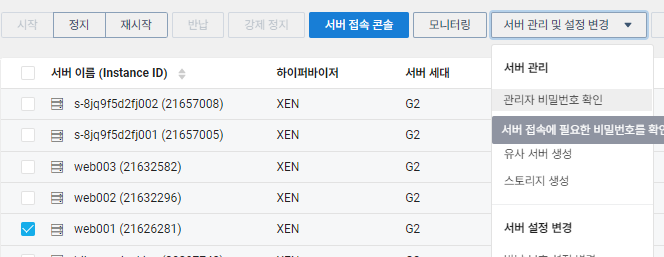 시작 정지 재시작 반납 강제 정지 서버 접속 콘솔 모니터링 서버 관리 및 설정 변경
서버 이름 (Instance ID) 하이퍼바이저 서버 세대
서버 관리
s-8jq9f5d2fj002 (21657008) XEN G2
관리자 비밀번호 확인
s-8jq9f5d2fj001 (21657005) XEN G2
서버 접속에 필요한 비밀번호를
유사 서버 생성
web003 (21632582) XEN G2
스토리지 생성
web002 (21632296) XEN G2
서버 설정 변경
web001 (21626281) XEN G2